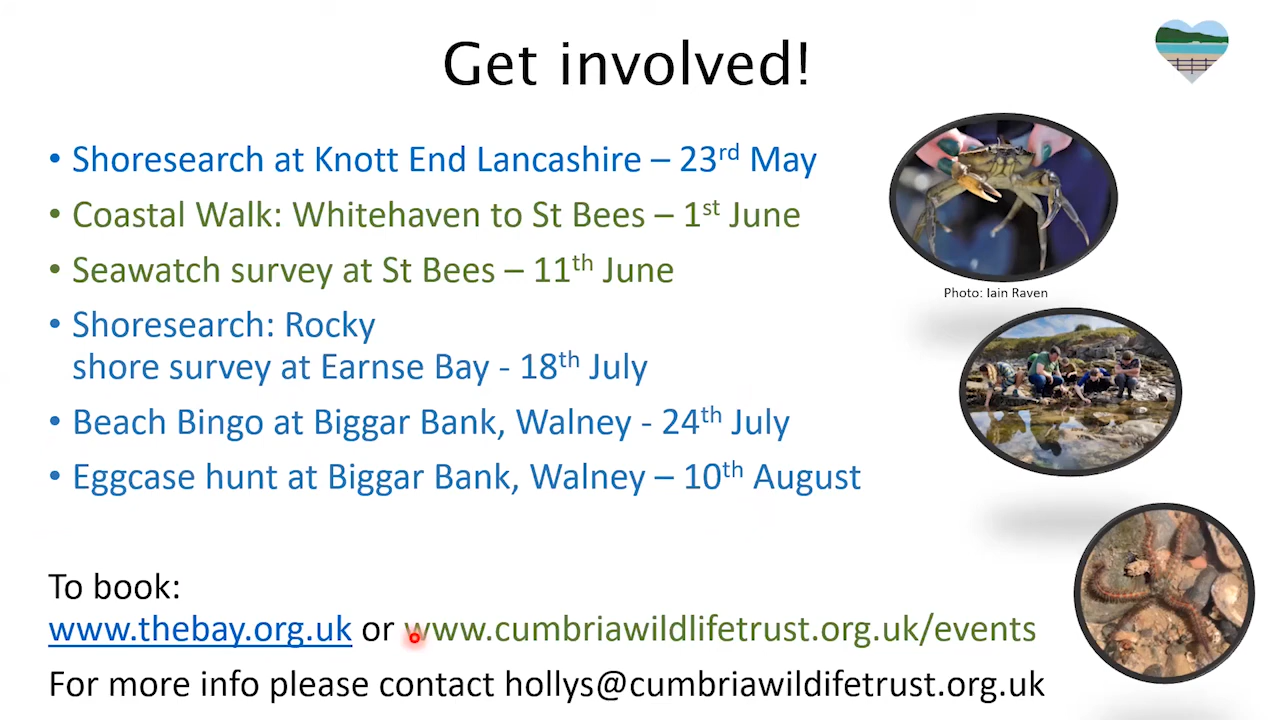 Get involved!
• Shoresearch at Knott End Lancashire – 23rd May
• Coastal Walk: Whitehaven to St Bees – 1st June
• Seawatch survey at St Bees – 11th June
• Shoresearch: Rocky
shore survey at Earnse Bay - 18th July
• Beach Bingo at Biggar Bank, Walney - 24th July
• Eggcase hunt at Biggar Bank, Walney – 10th August
Photo: Iain Raven
To book:
www.thebay.org.uk or www.cumbriawildlifetrust.org.uk/events
For more info please contact hollys@cumbriawildifetrust.org.uk